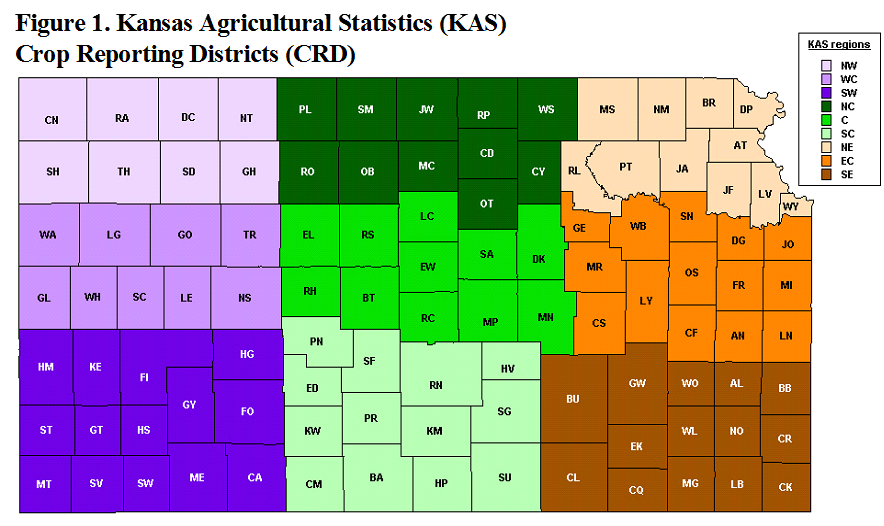 Figure 1. Kansas Agricultural Statistics (KAS)
Crop Reporting Districts (CRD)
KAS regions
NW
WC
SW
NC
C
SC
NE
EC
SE
CN RA DC NT PL SM JW RP WS MS NM BR DP
SH TH SD GH RO OB MC CD CY RL PT JA AT
JF LV WY
WA LG GO TR EL RS LC OT GE WB SN
SA DK DG JO
GL WH SC LE NS RH BT EW MR OS FR MI
RC MP MN CS LY CF AN LN
HM KE FI HG PN SF RN HV
GY ED BU GW WO AL BB
ST GT HS FO KW PR KM SG EK WL NO CR
MT SV SW ME CA CM BA HP SU CL CQ MG LB CK